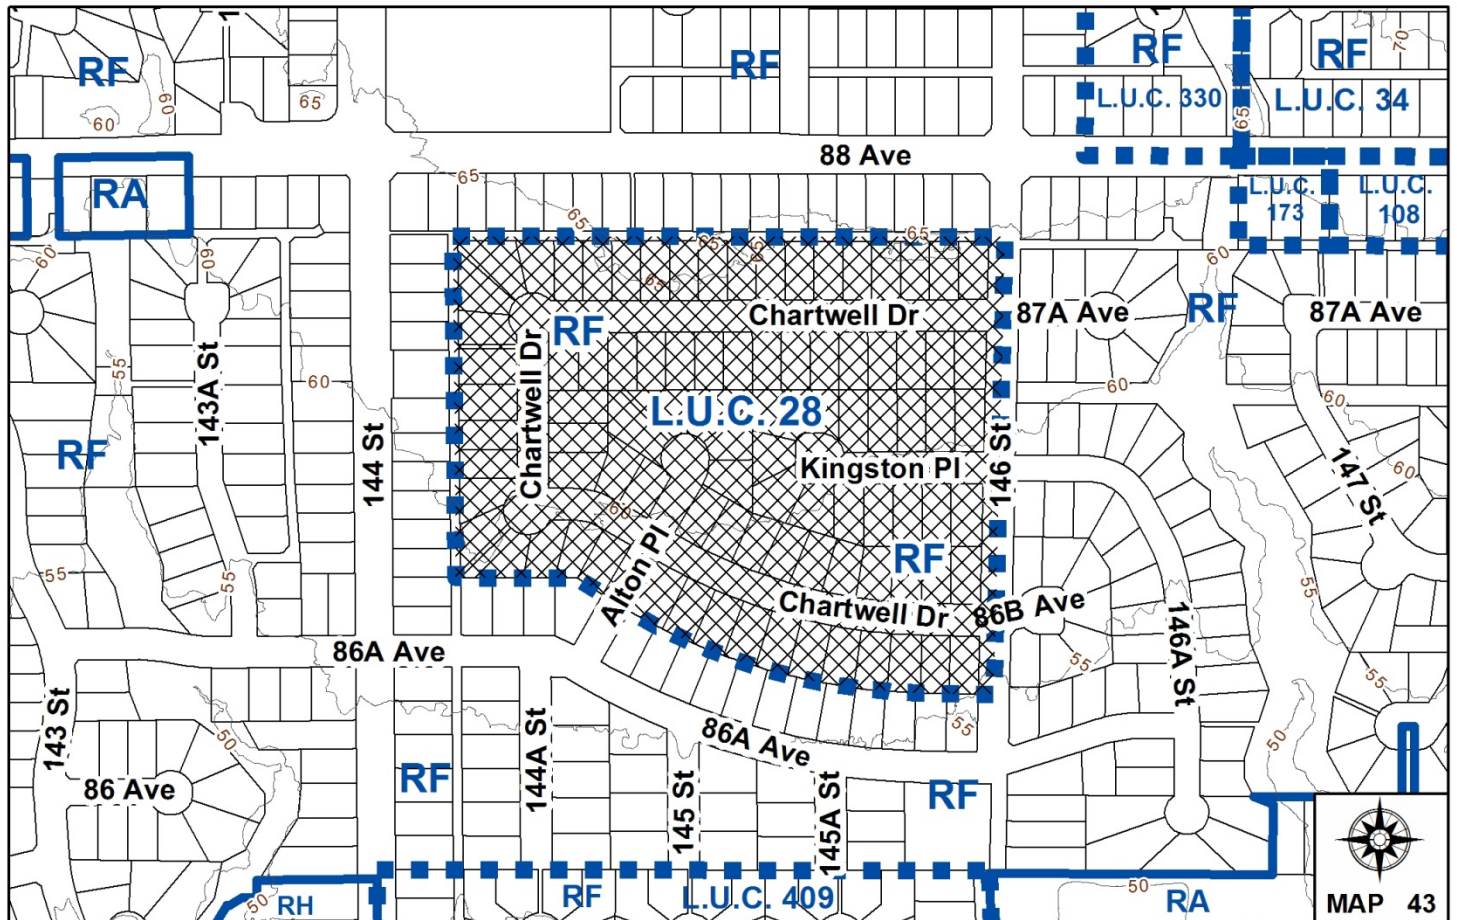 RF
RF
RF
RF
70
60
60
65
L.U.C. 330
L.U.C. 34
65
88 Ave
RA
65
65
L.U.C.
173
L.U.C.
108
60
60
65
65
65
65
60
RF
Chartwell Dr
RF
87A Ave
RF
87A Ave
55
143A St
60
Chartwell Dr
L.U.C. 28
60
60
RF
144 St
Kingston Pl
146 St
60
147 St
60
55
55
Alton Pl
RF
55
Chartwell Dr
86B Ave
146A St
86A Ave
55
55
143 St
50
144A St
86A Ave
55
50
86 Ave
RF
145 St
145A St
RF
50
RH
RF
L.U.C. 409
50
RA
MAP 43